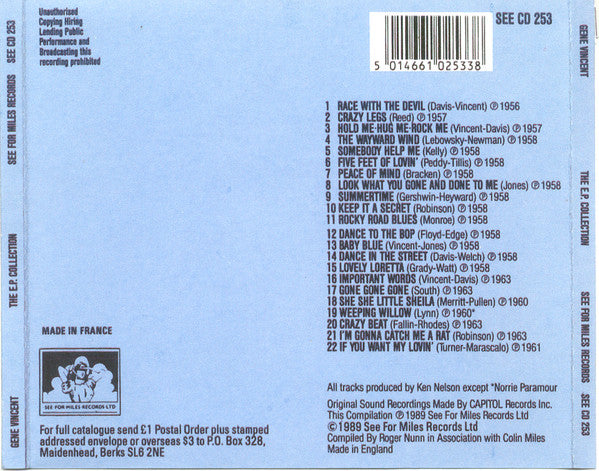 SEE CD 253
SEE FOR MILES RECORDS
THE E.P. COLLECTION
GENE VINCENT
Unauthorised
Copying Hiring
Lending Public
Performance and
Broadcasting this
recording prohibited
SEE CD 253
5 014661 025338
1 RACE WITH THE DEVIL (Davis-Vincent) ℗ 1956
2 CRAZY LEGS (Reed) ℗ 1957
3 HOLD ME·HUG ME·ROCK ME (Vincent-Davis) ℗ 1957
4 THE WAYWARD WIND (Lebowsky-Newman) ℗ 1958
5 SOMEBODY HELP ME (Kelly) ℗ 1958
6 FIVE FEET OF LOVIN' (Peddy-Tillis) ℗ 1958
7 PEACE OF MIND (Bracken) ℗ 1958
8 LOOK WHAT YOU GONE AND DONE TO ME (Jones) ℗ 1958
9 SUMMERTIME (Gershwin-Heyward) ℗ 1958
10 KEEP IT A SECRET (Robinson) ℗ 1958
11 ROCKY ROAD BLUES (Monroe) ℗ 1958
12 DANCE TO THE BOP (Floyd-Edge) ℗ 1958
13 BABY BLUE (Vincent-Jones) ℗ 1958
14 DANCE IN THE STREET (Davis-Welch) ℗ 1958
15 LOVELY LORETTA (Grady-Watt) ℗ 1958
16 IMPORTANT WORDS (Vincent-Davis) ℗ 1963
17 GONE GONE GONE (South) ℗ 1963
18 SHE SHE LITTLE SHEILA (Merritt-Pullen) ℗ 1960
19 WEEPING WILLOW (Lynn) ℗ 1960*
20 CRAZY BEAT (Fallin-Rhodes) ℗ 1963
21 I'M GONNA CATCH ME A RAT (Robinson) ℗ 1963
22 IF YOU WANT MY LOVIN' (Turner-Marascalo) ℗ 1961
MADE IN FRANCE
SEE FOR MILES RECORDS LTD
For full catalogue send £1 Postal Order plus stamped
addressed envelope or overseas $3 to P.O. Box 328,
Maidenhead, Berks SL6 2NE
All tracks produced by Ken Nelson except *Norrie Paramour
Original Sound Recordings Made By CAPITOL Records Inc.
This Compilation ℗ 1989 See For Miles Records Ltd
© 1989 See For Miles Records Ltd
Compiled By Roger Nunn in Association with Colin Miles
Made in England
GENE VINCENT
THE E.P. COLLECTION
SEE FOR MILES RECORDS
SEE CD 253